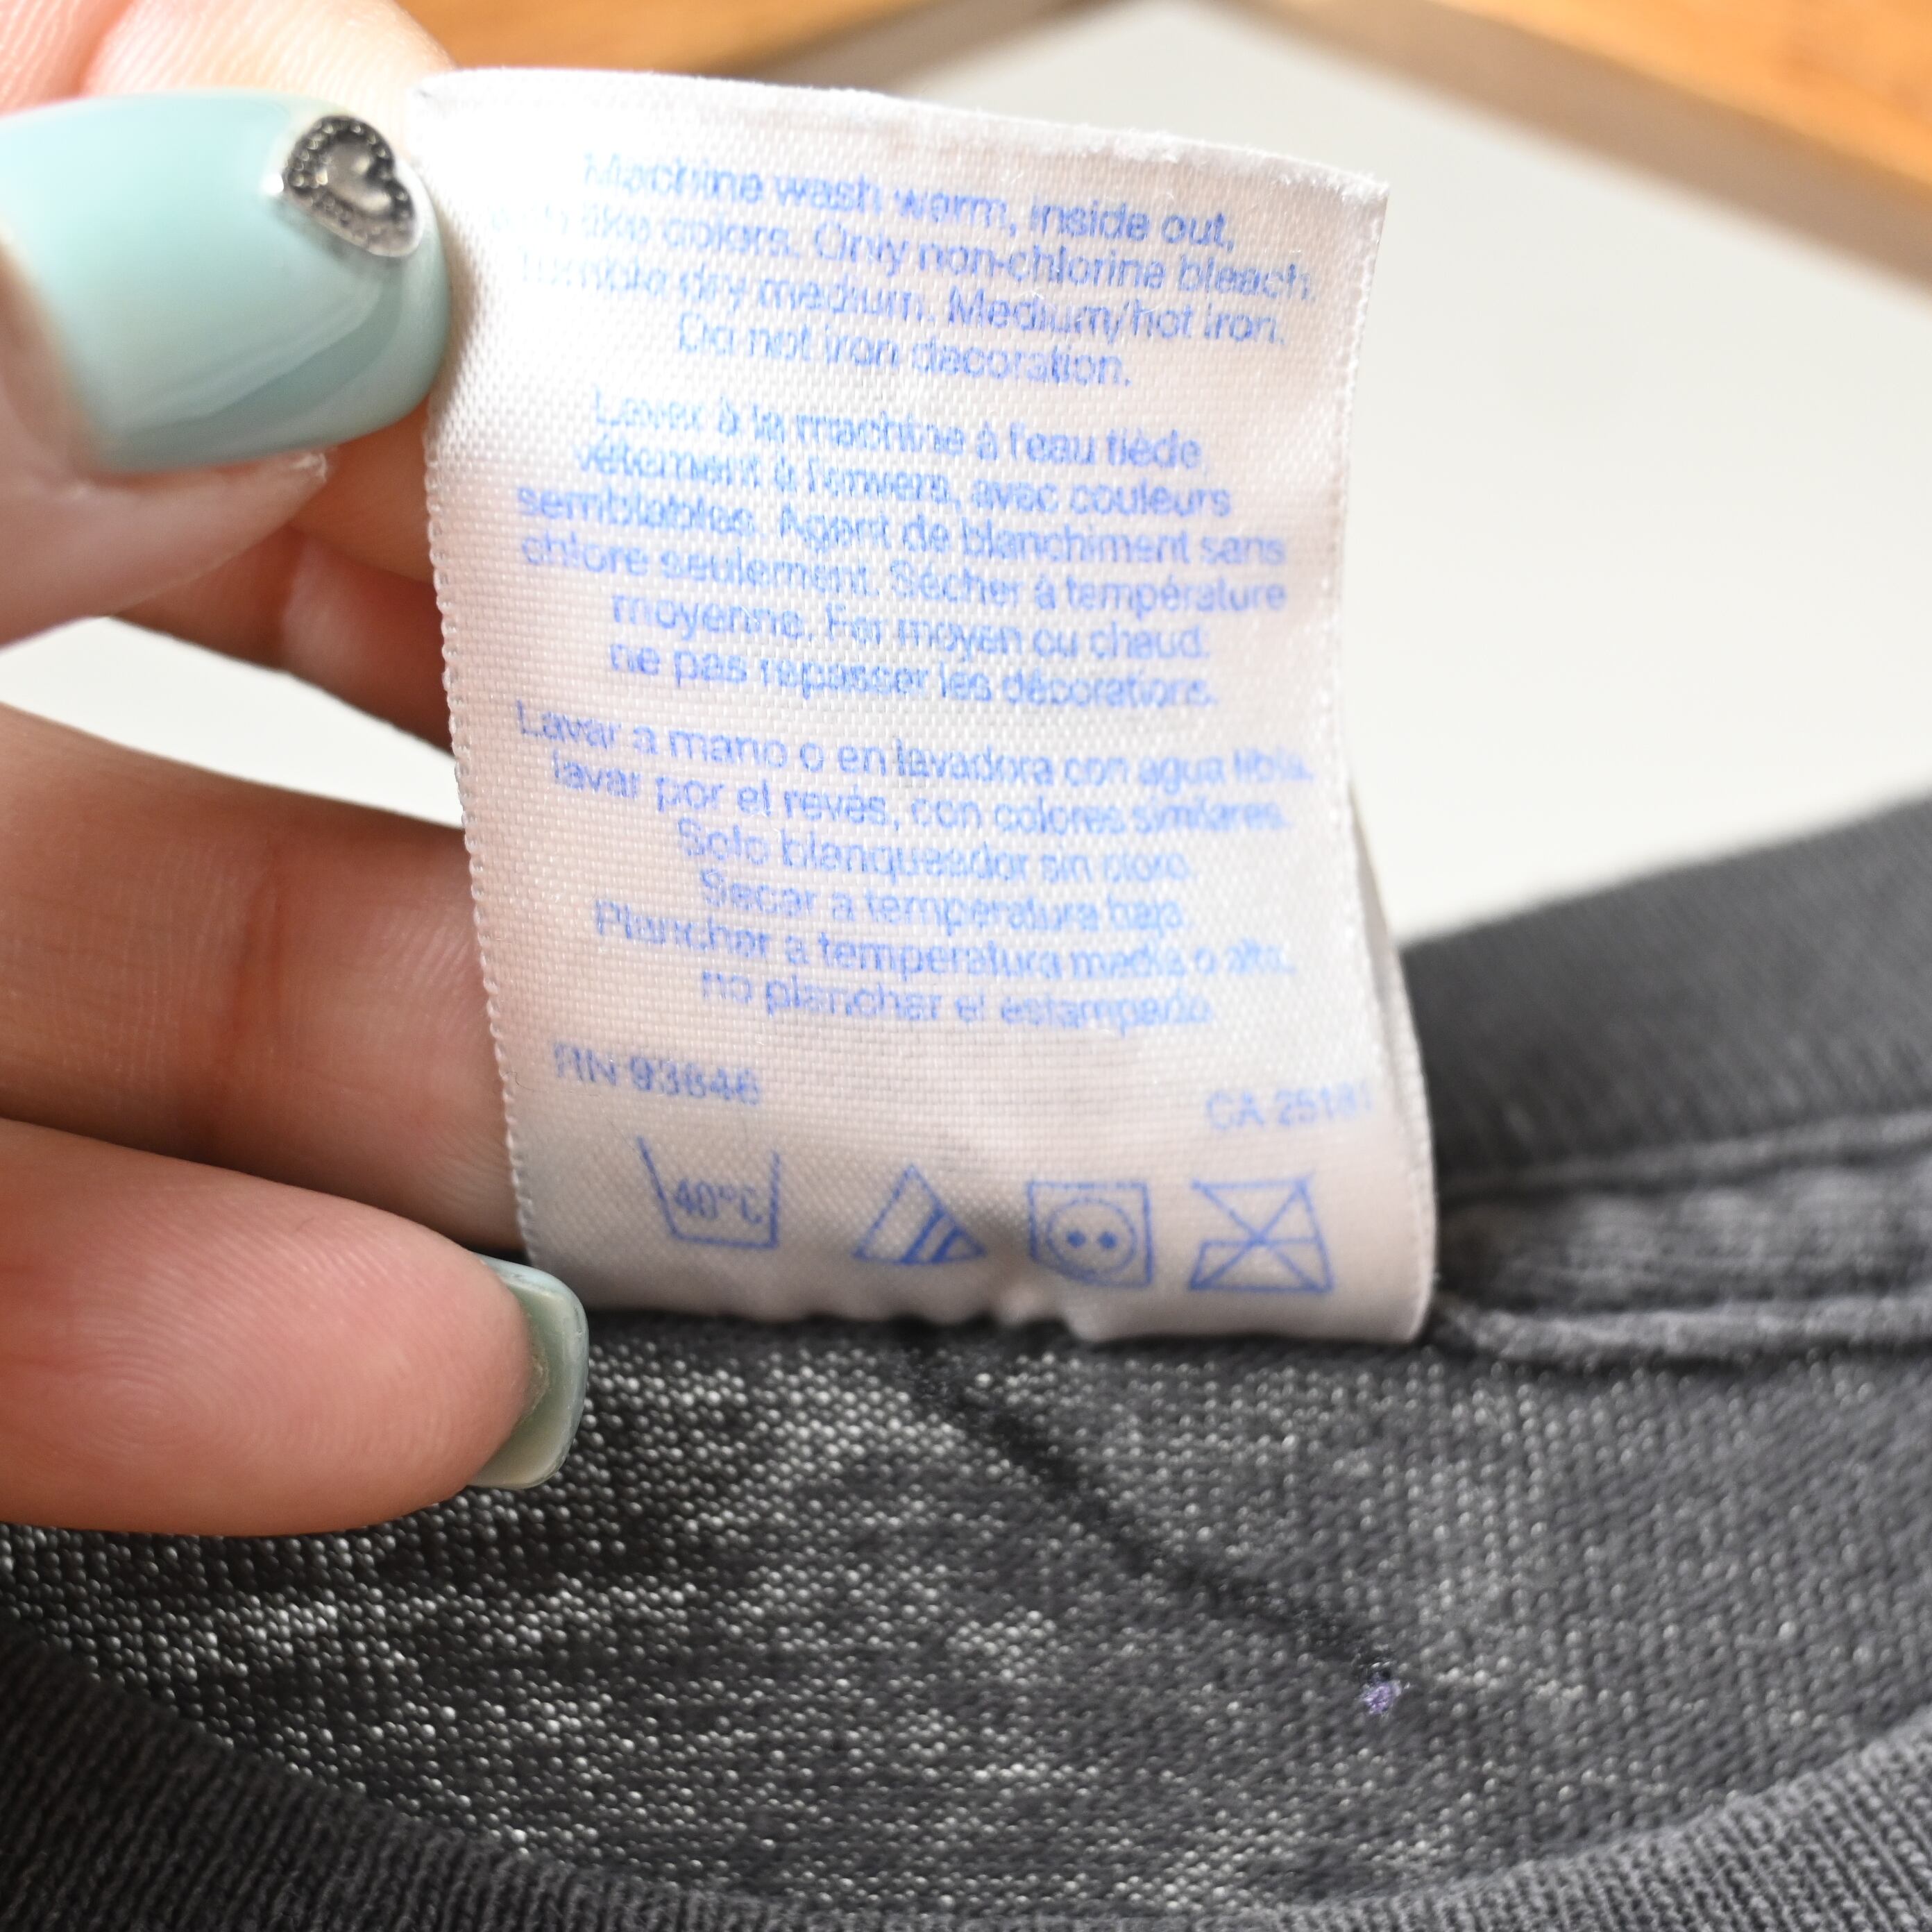 Machine wash warm, inside out,
like colors. Only non-chlorine bleach.
Tumble dry medium. Medium/hot iron.
Do not iron decoration.
Laver à la machine à l'eau tiède,
vêtement à l'envers, avec couleurs
semblables. Agent de blanchiment sans
chlore seulement. Sécher à température
moyenne. Fer moyen ou chaud.
ne pas repasser les décorations.
Lavar a mano o en lavadora con agua tibia,
lavar por el revés, con colores similares.
Solo blanqueador sin cloro.
Secar a temperatura baja.
Planchar a temperatura media o alta,
no planchar el estampado.
RN 93846
CA
40°C